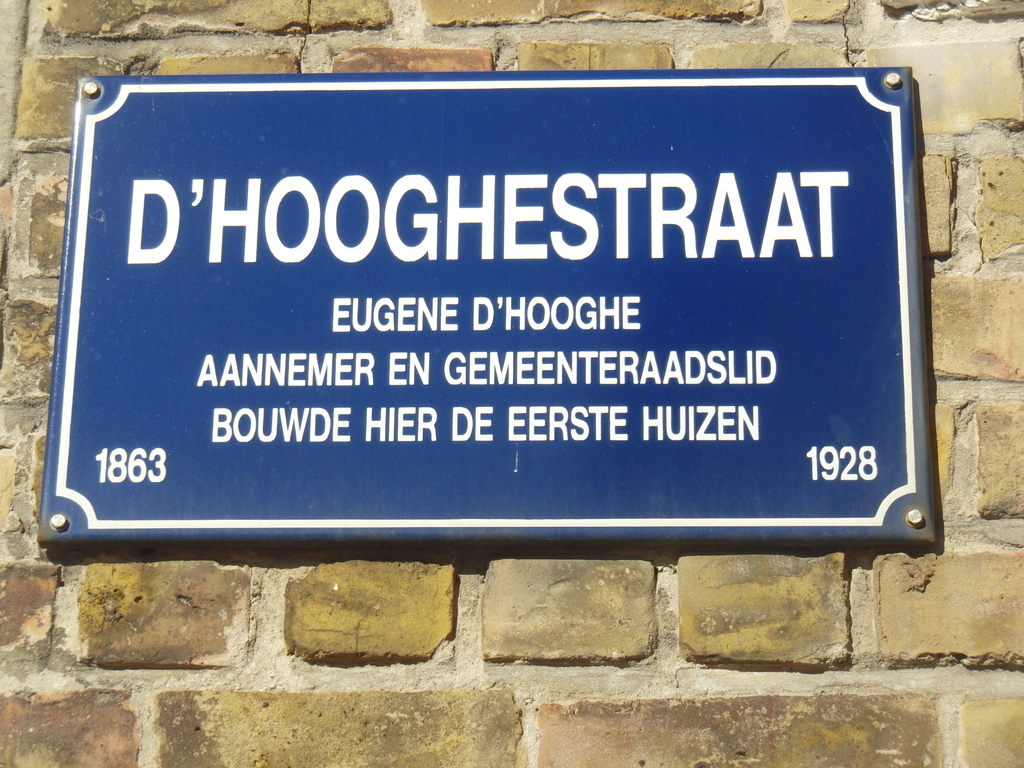 D'HOOGHESTRAAT
EUGENE D'HOOGHE
AANNEMER EN GEMEENTERAADSLID
BOUWDE HIER DE EERSTE HUIZEN
1863 1928